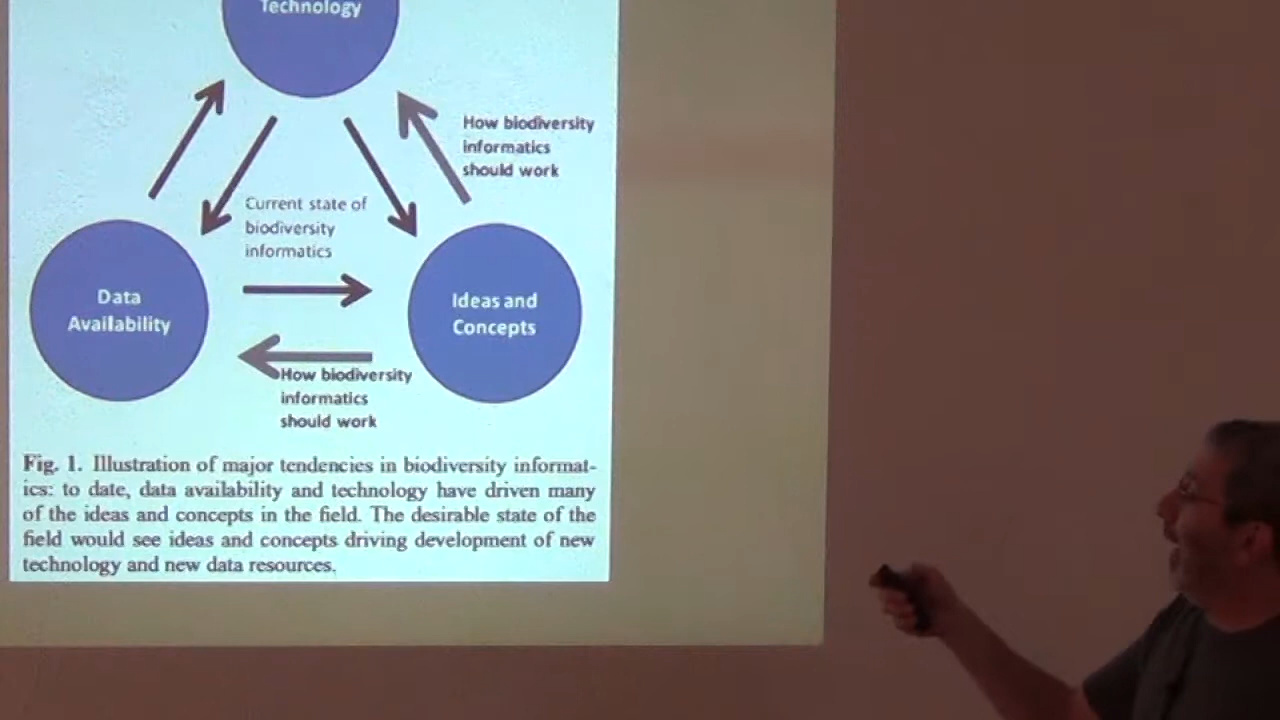 Technology
How biodiversity
informatics
should work
Current state of
biodiversity
informatics
Data
Availability
Ideas and
Concepts
How biodiversity
informatics
should work
Fig. 1. Illustration of major tendencies in biodiversity informat-
ics: to date, data availability and technology have driven many
of the ideas and concepts in the field. The desirable state of the
field would see ideas and concepts driving development of new
technology and new data resources.